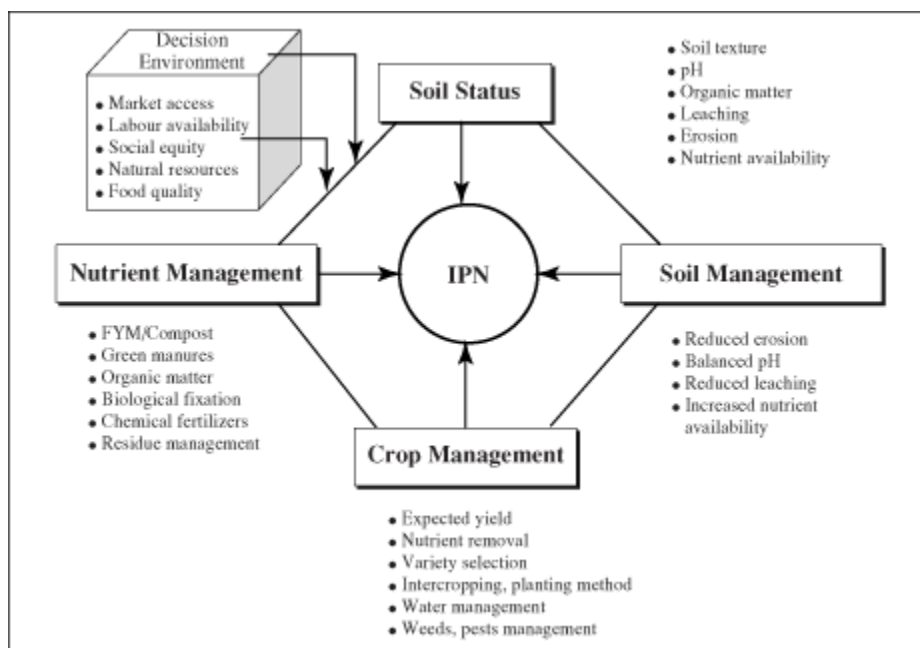 Decision
Environment
• Market access
• Labour availability
• Social equity
• Natural resources
• Food quality
Soil Status
• Soil texture
• pH
• Organic matter
• Leaching
• Erosion
• Nutrient availability
Nutrient Management
IPN
Soil Management
• FYM/Compost
• Green manures
• Organic matter
• Biological fixation
• Chemical fertilizers
• Residue management
• Reduced erosion
• Balanced pH
• Reduced leaching
• Increased nutrient
availability
Crop Management
• Expected yield
• Nutrient removal
• Variety selection
• Intercropping, planting method
• Water management
• Weeds, pests management